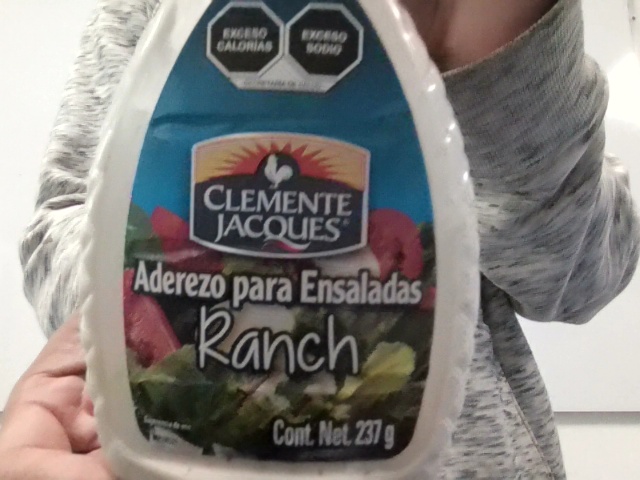 EXCESO
CALORÍAS
EXCESO
SODIO
CLEMENTE
JACQUES
Aderezo para Ensaladas
Ranch
Cont. Net. 237 g